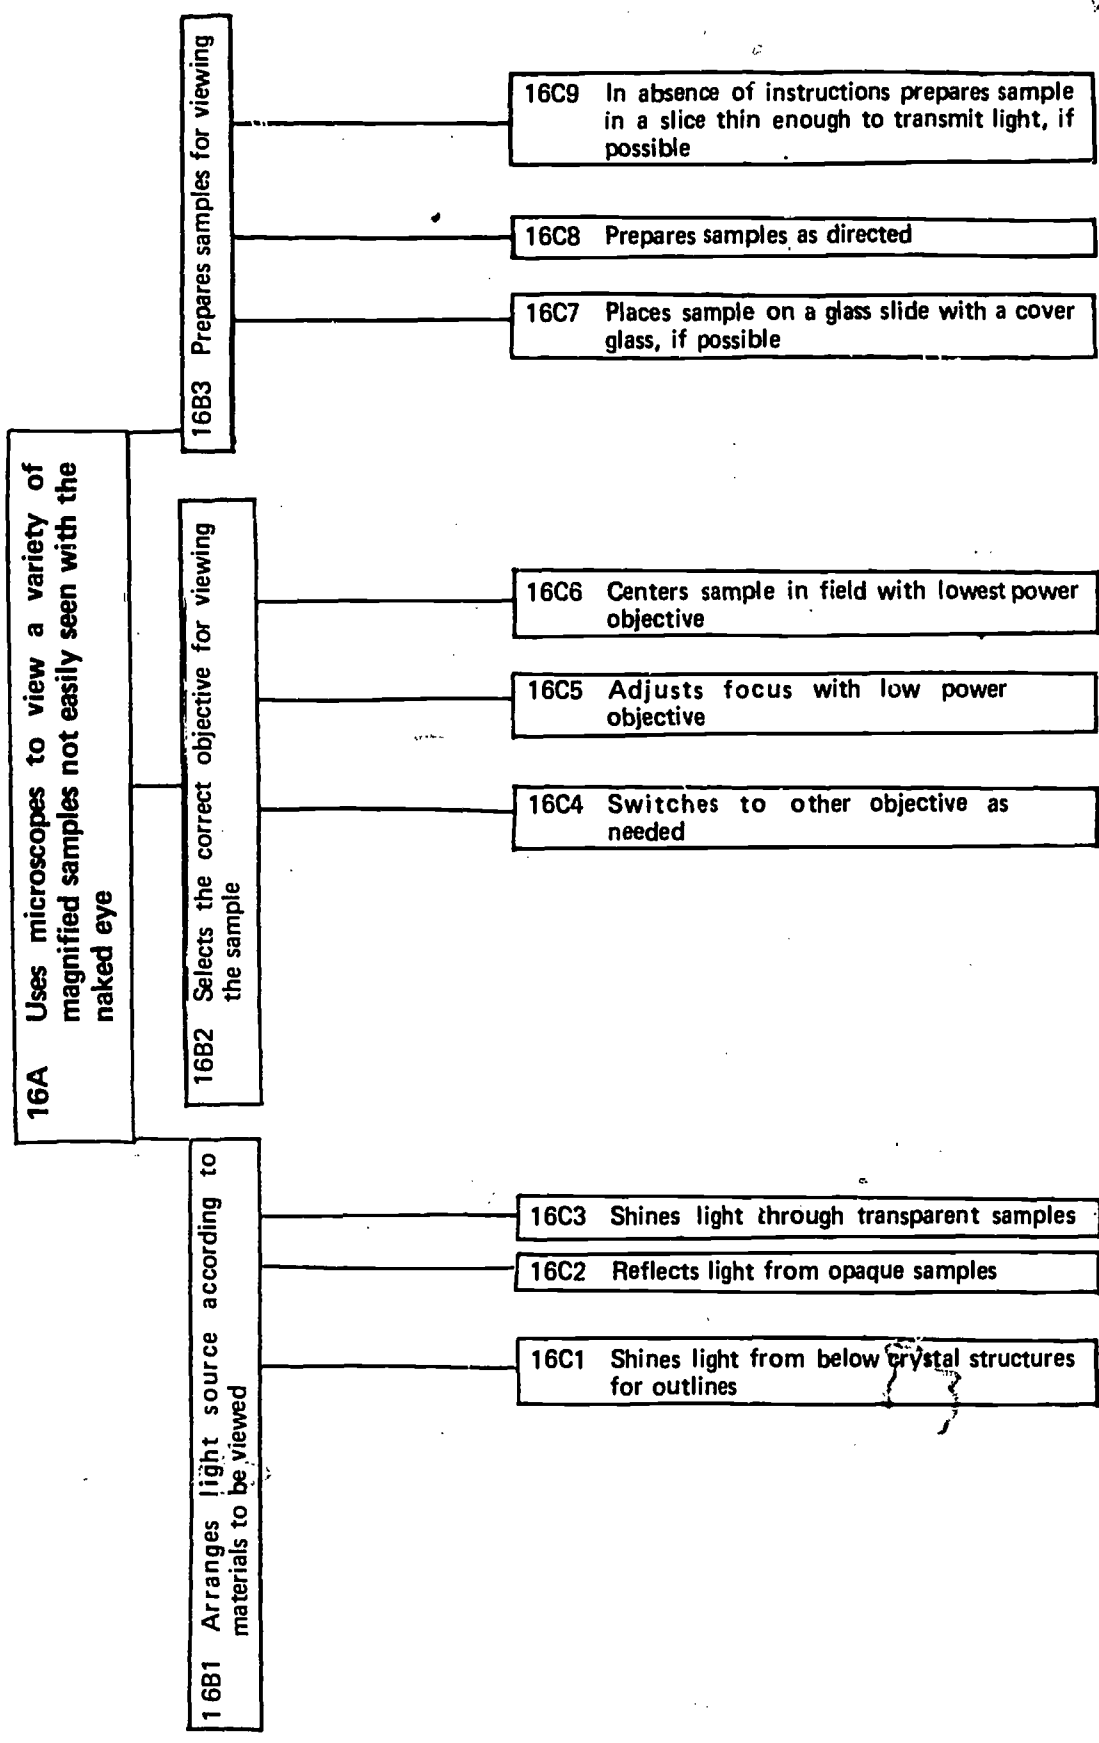 16A Uses microscopes to view a variety of
magnified samples not easily seen with the
naked eye
16B1 Arranges light source according to
materials to be viewed
16B2 Selects the correct objective for viewing
the sample
16B3 Prepares samples for viewing
16C9 In absence of instructions prepares sample
in a slice thin enough to transmit light, if
possible
16C8 Prepares samples as directed
16C7 Places sample on a glass slide with a cover
glass, if possible
16C6 Centers sample in field with lowest power
objective
16C5 Adjusts focus with low power
objective
16C4 Switches to other objective as
needed
16C3 Shines light through transparent samples
16C2 Reflects light from opaque samples
16C1 Shines light from below crystal structures
for outlines